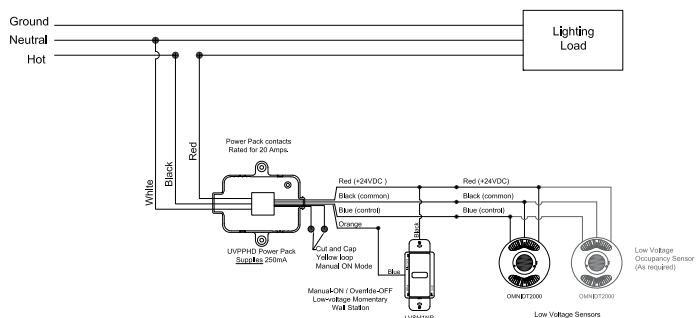 Ground
Neutral
Hot
Lighting
Load
Power Pack contacts
Rated for 20 Amps.
White
Black
Red
Red (+24VDC )
Black (common)
Blue (control)
Orange
Red (+24VDC)
Black (common)
Blue (control)
Black
Blue
UVPPHD Power Pack
Supplies 250mA
Cut and Cap
Yellow loop
Manual ON Mode
Manual-ON / Override-OFF
Low-voltage Momentary
Wall Station
LVSH1NP
OMNIDT2000
OMNIDT2000
Low Voltage
Occupancy Sensor
(As required)
Low Voltage Sensors